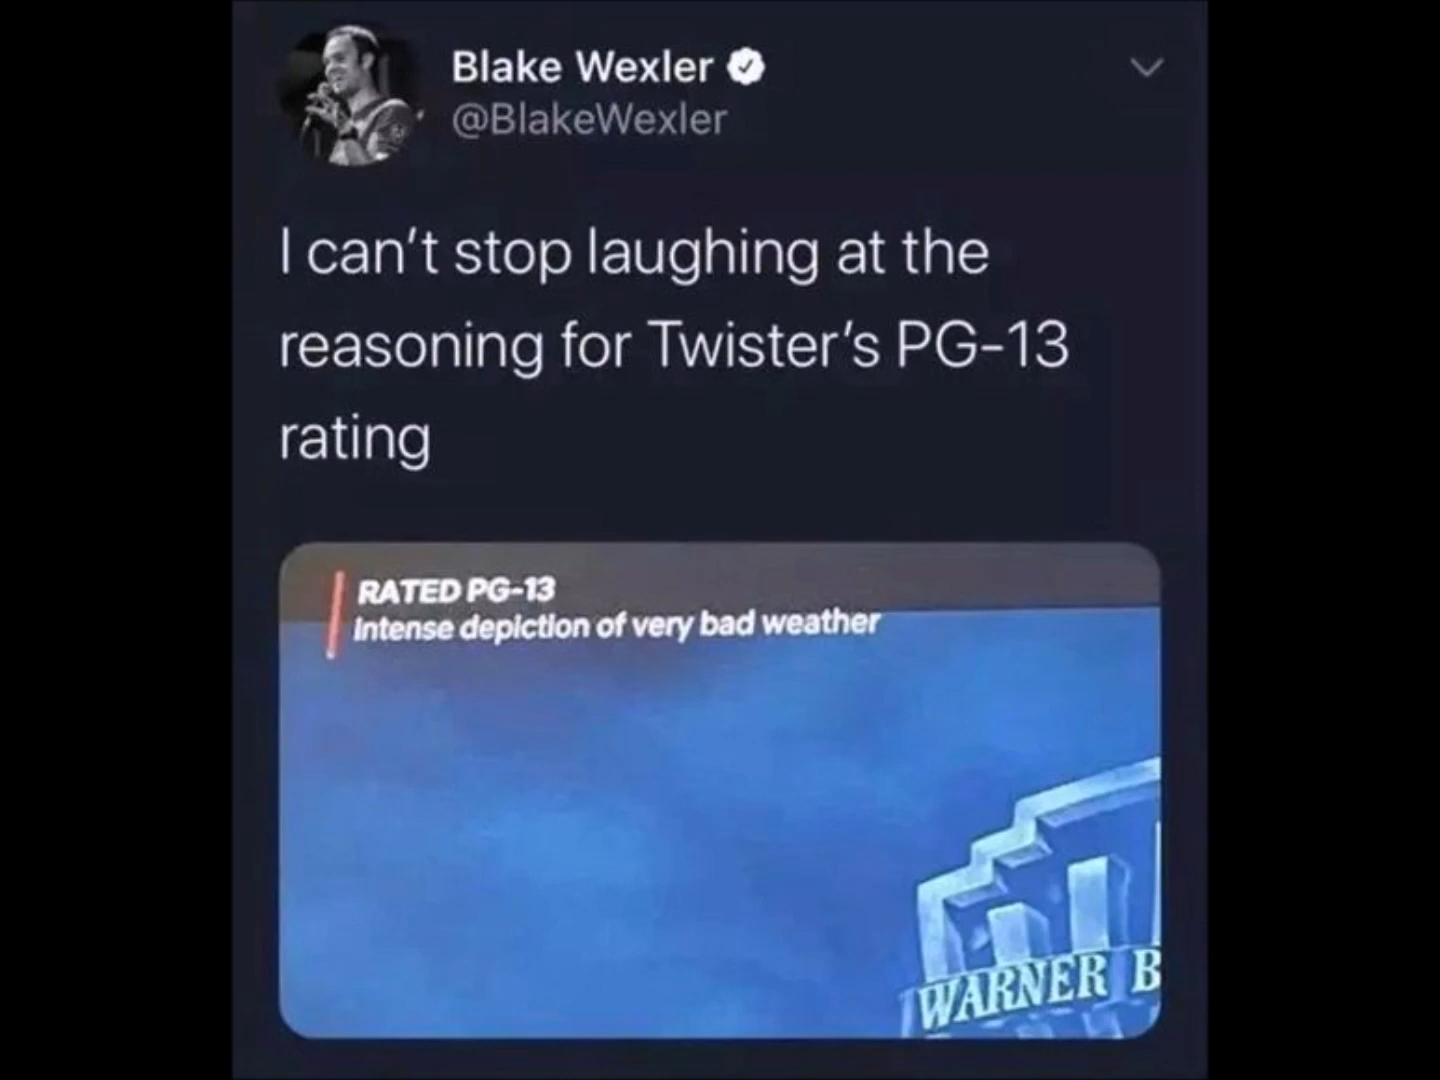 Blake Wexler
@BlakeWexler
I can't stop laughing at the
reasoning for Twister's PG-13
rating
RATED PG-13
Intense depiction of very bad weather
WARNER B